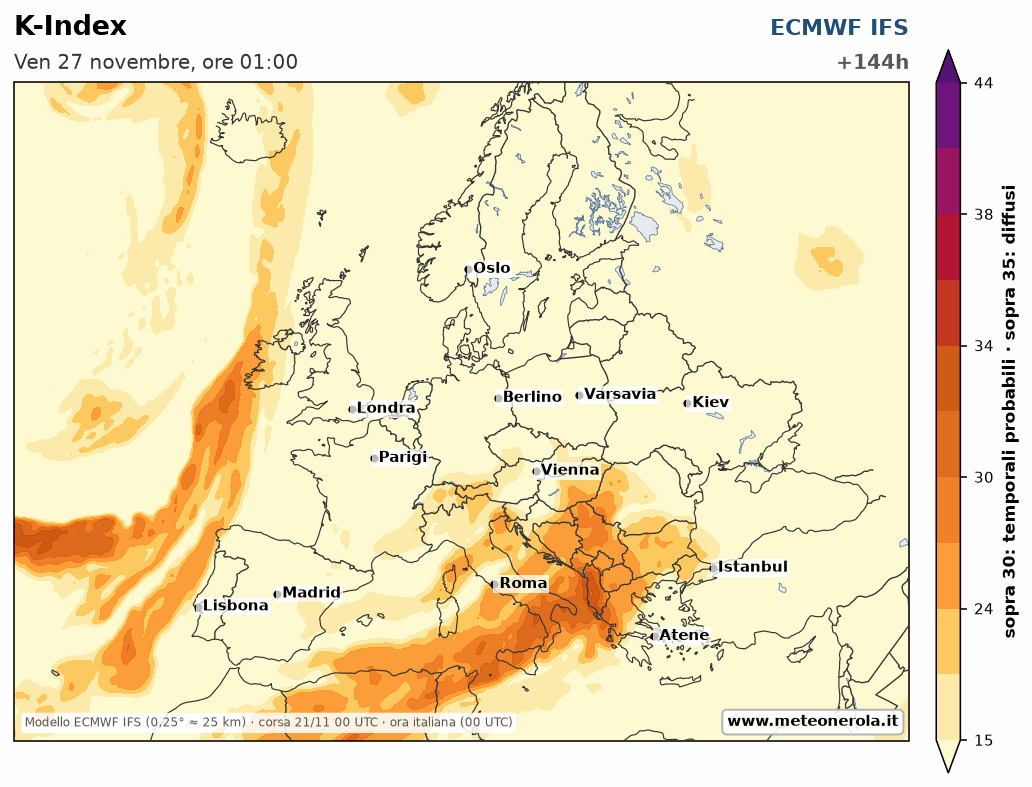 K-Index
ECMWF IFS
Ven 27 novembre, ore 01:00
+144h
44
38
34
30
24
15
sopra 30: temporali probabili · sopra 35: diffusi
Oslo
Berlino
Varsavia
Kiev
Londra
Parigi
Vienna
Istanbul
Roma
Madrid
Lisbona
Atene
Modello ECMWF IFS (0,25° ≈ 25 km) · corsa 21/11 00 UTC · ora italiana (00 UTC)
www.meteonerola.it